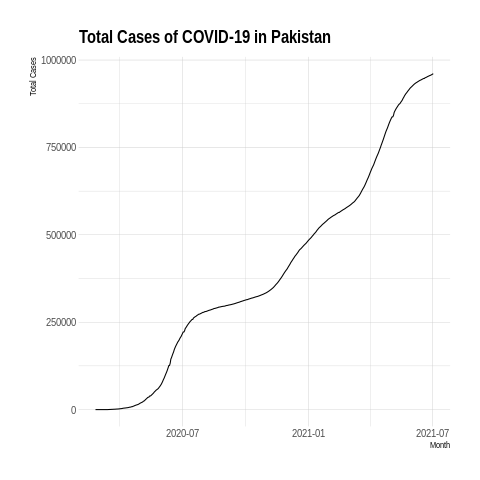 Total Cases of COVID-19 in Pakistan
Total Cases
1000000
750000
500000
250000
0
2020-07 2021-01 2021-07
Month